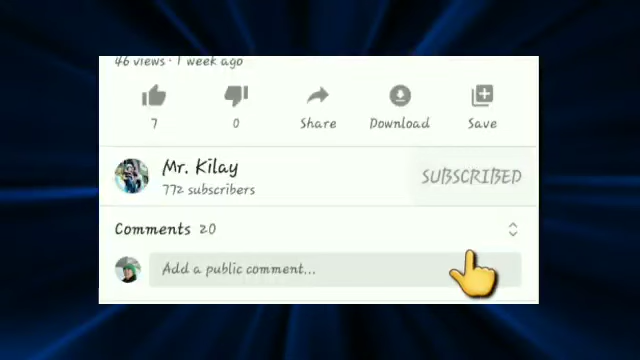 46 views · 1 week ago
7
0
Share
Download
Save
Mr. Kilay
772 subscribers
SUBSCRIBED
Comments 20
Add a public comment...